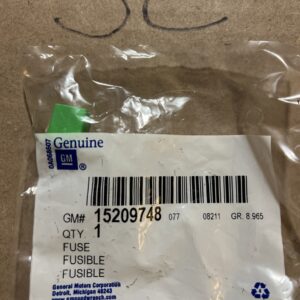 Genuine
GM
®
0AD08507
GM# 15209748 077 08211 GR. 8.965
QTY. 1
FUSE
FUSIBLE
FUSIBLE
General Motors Corporation
Detroit, Michigan 48243